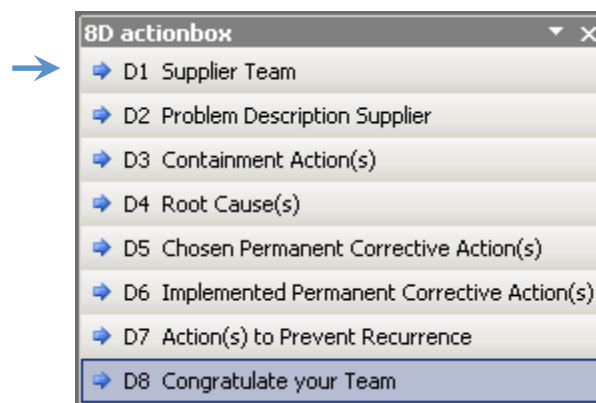 8D actionbox
D1 Supplier Team
D2 Problem Description Supplier
D3 Containment Action(s)
D4 Root Cause(s)
D5 Chosen Permanent Corrective Action(s)
D6 Implemented Permanent Corrective Action(s)
D7 Action(s) to Prevent Recurrence
D8 Congratulate your Team